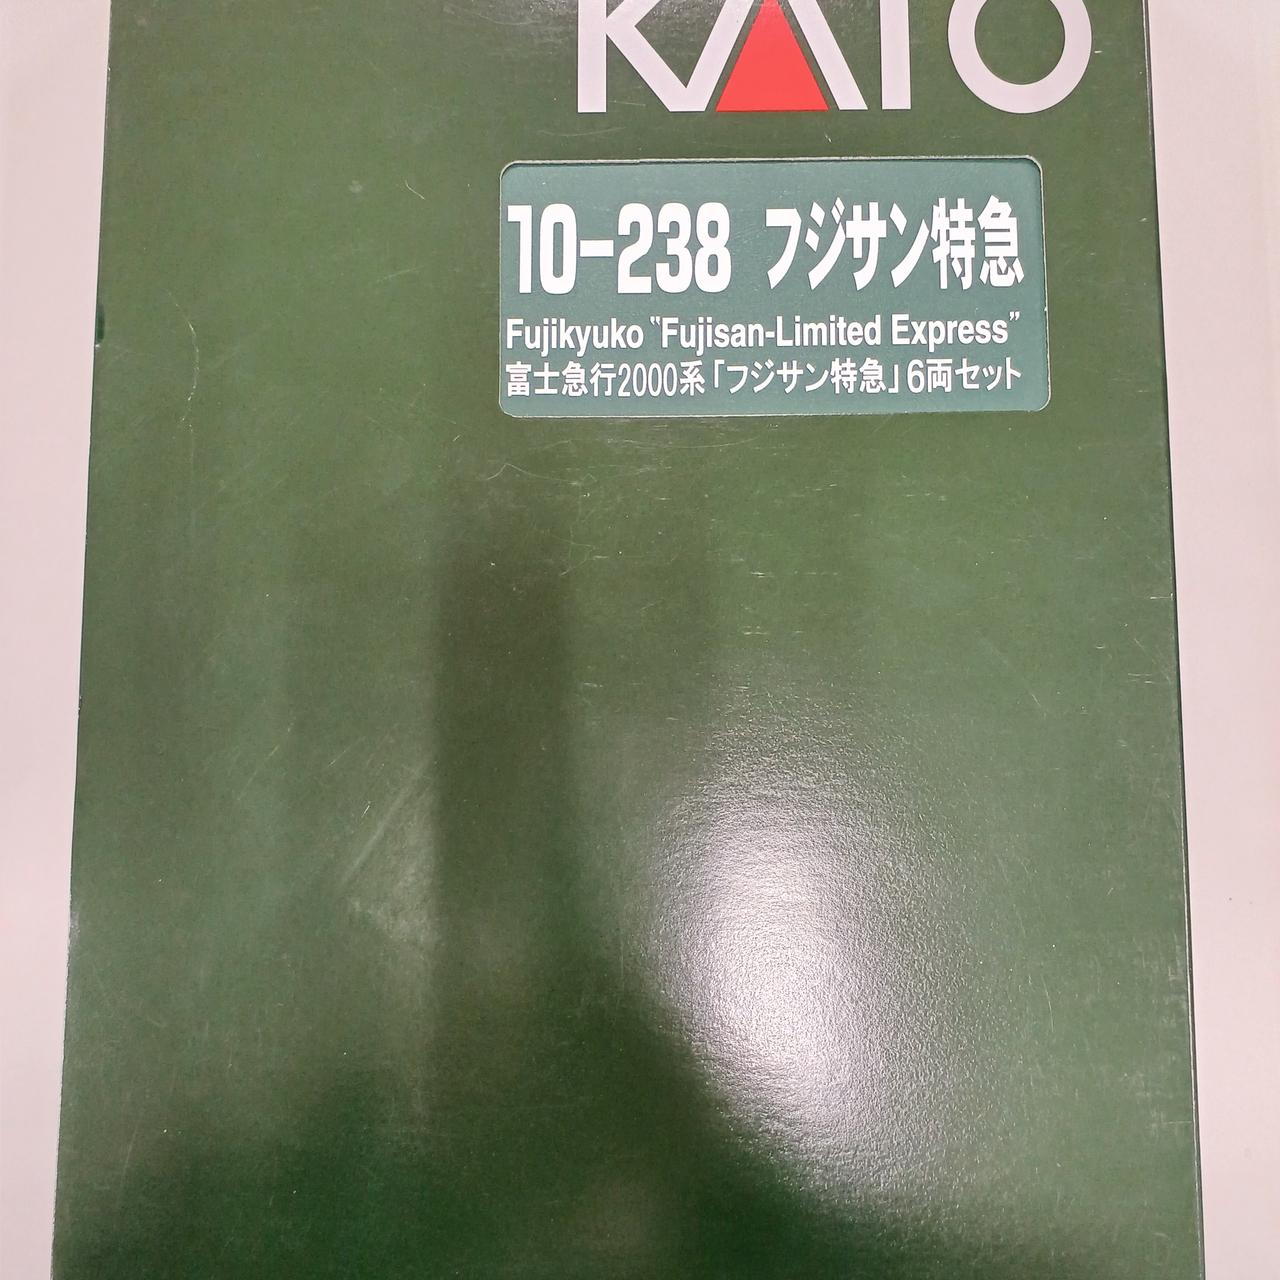 KATO
10-238 フジサン特急
Fujikyuko "Fujisan-Limited Express"
富士急行2000系「フジサン特急」6両セット